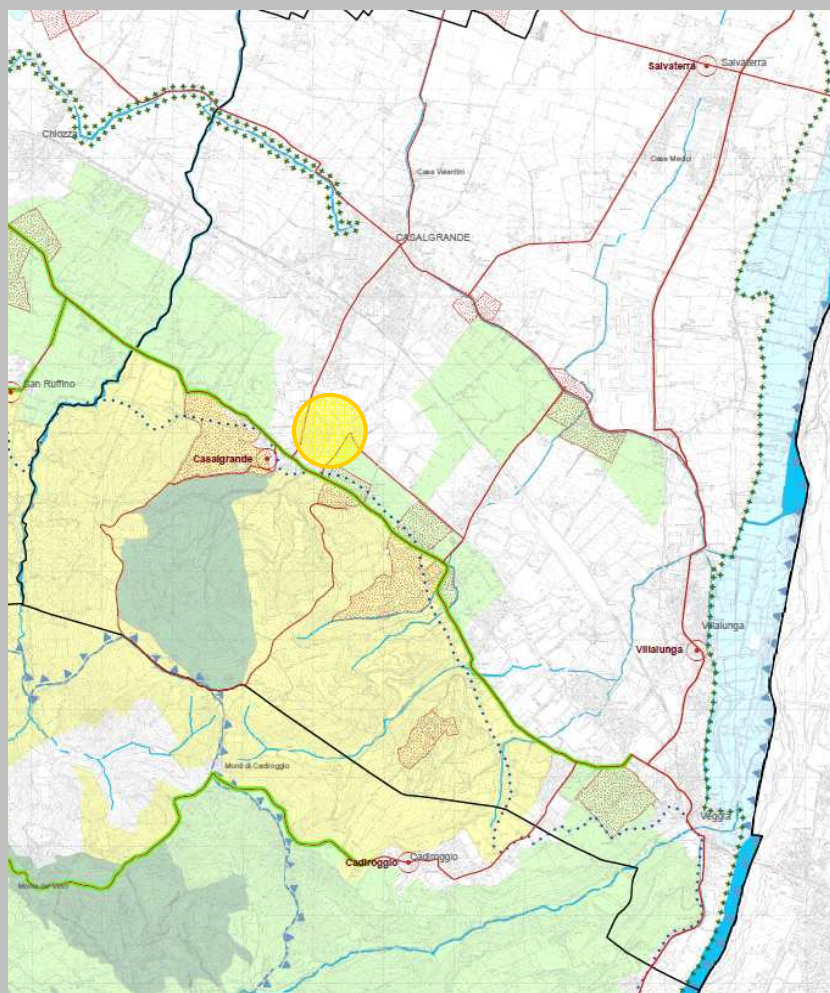 Salvaterra
Salvaterra
Chiozza
Casa Medici
Casa Valentini
CASALGRANDE
San Ruffino
Casalgrande
Villalunga
Villalunga
Monti di Cadiroggio
Veggia
Cadiroggio
Cadiroggio